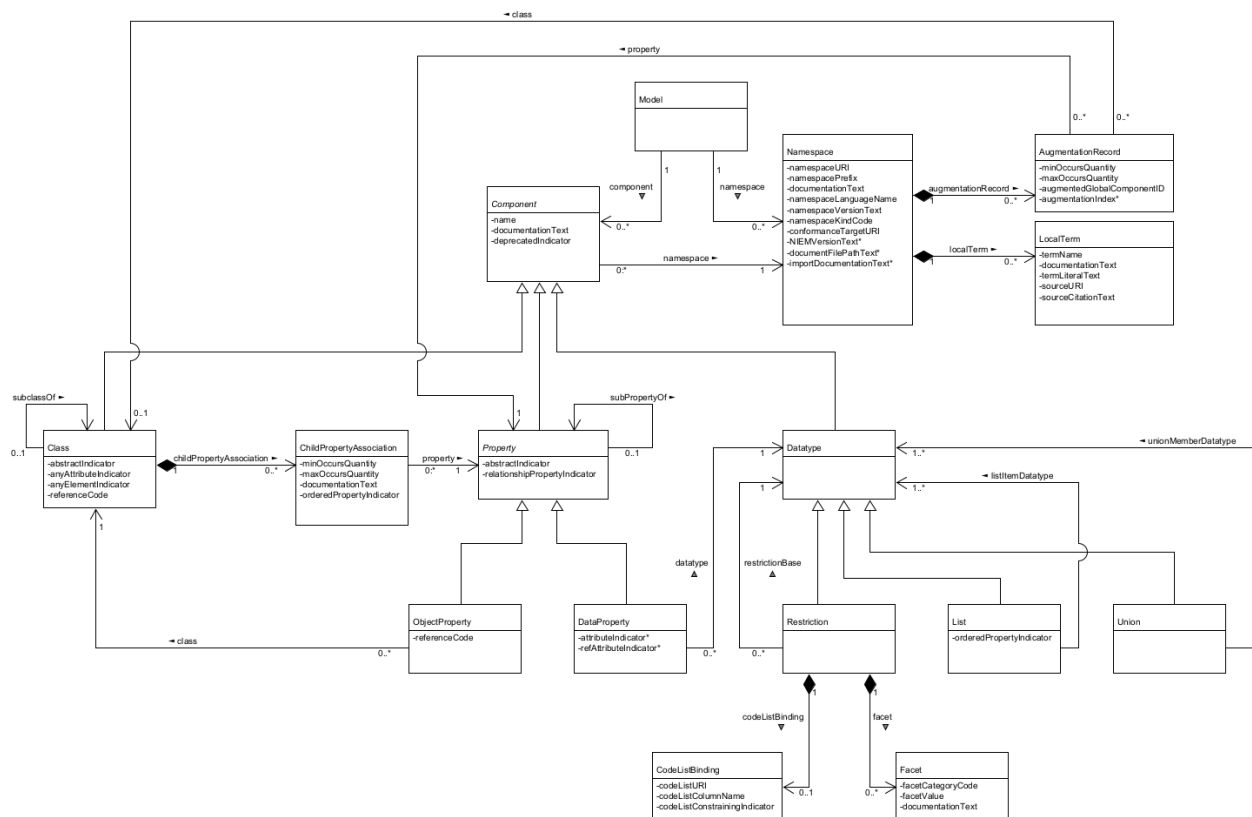 ◄ class
◄ property
Model
0..*
0..*
Namespace
-namespaceURI
-namespacePrefix
-documentationText
-namespaceLanguageName
-namespaceVersionText
-namespaceKindCode
-conformanceTargetURI
-NIEMVersionText*
-documentFilePathText*
-importDocumentationText*
AugmentationRecord
-minOccursQuantity
-maxOccursQuantity
-augmentedGlobalComponentID
-augmentationIndex*
1
1
component
▽
namespace
▽
augmentationRecord ►
1
0..*
Component
-name
-documentationText
-deprecatedIndicator
0..*
0..*
LocalTerm
-termName
-documentationText
-termLiteralText
-sourceURI
-sourceCitationText
localTerm ►
1
0..*
namespace ►
0:*
1
subclassOf ►
0..1
0..1
1
subPropertyOf ►
0..1
Class
-abstractIndicator
-anyAttributeIndicator
-anyElementIndicator
-referenceCode
childPropertyAssociation ►
1
0..*
ChildPropertyAssociation
-minOccursQuantity
-maxOccursQuantity
-documentationText
-orderedPropertyIndicator
property ►
0:*
1
Property
-abstractIndicator
-relationshipPropertyIndicator
Datatype
1
1
◄ unionMemberDatatype
1..*
◄ listItemDatatype
1..*
1
datatype
△
restrictionBase
△
ObjectProperty
-referenceCode
DataProperty
-attributeIndicator*
-refAttributeIndicator*
Restriction
List
-orderedPropertyIndicator
Union
◄ class
0..*
0..*
0..*
1
1
codeListBinding
▽
facet
▽
CodeListBinding
-codeListURI
-codeListColumnName
-codeListConstrainingIndicator
0..1
0..*
Facet
-facetCategoryCode
-facetValue
-documentationText